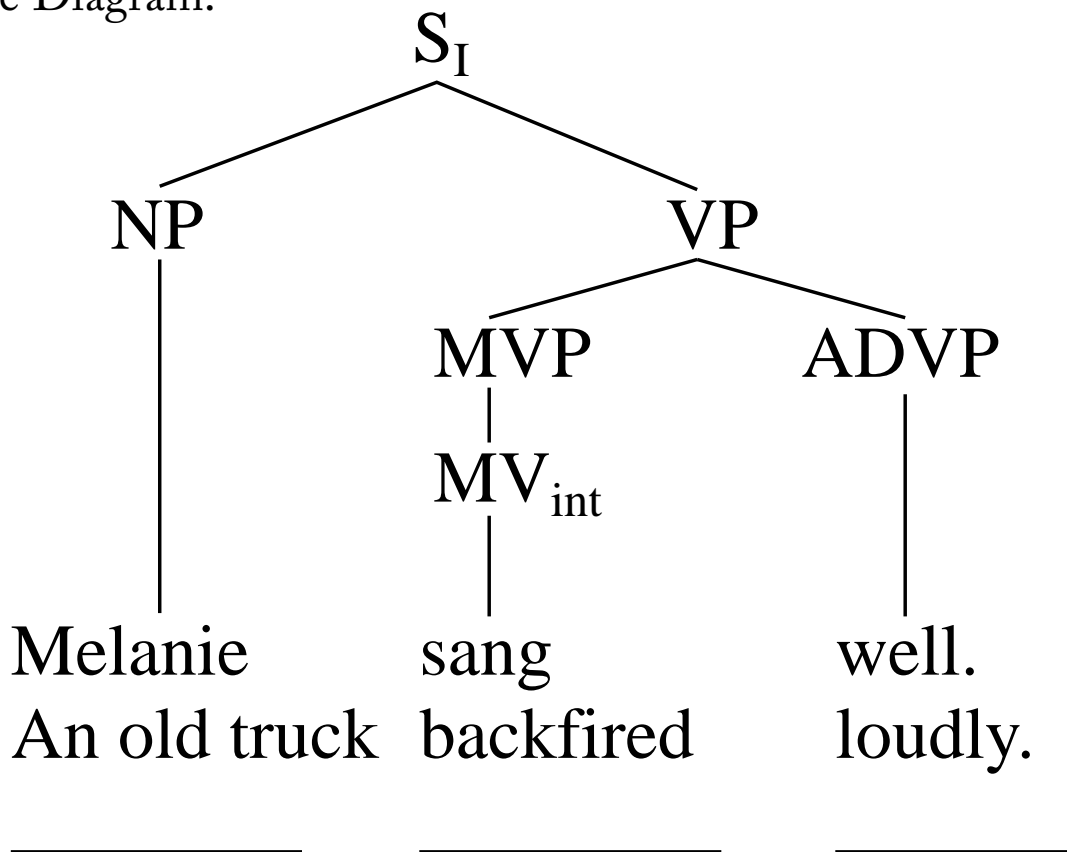 e Diagram.
S_I
NP VP
MVP ADVP
MV_int
Melanie sang well.
An old truck backfired loudly.